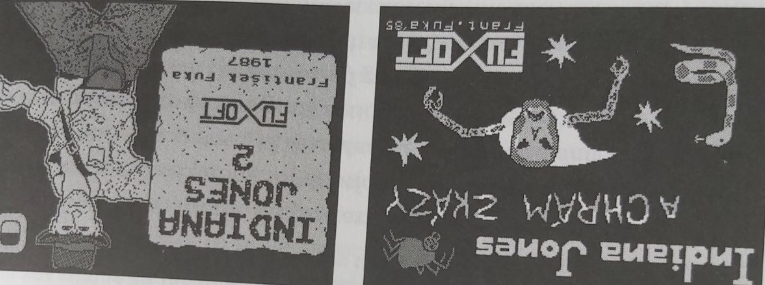 Indiana Jones
A CHRÁM ZKÁZY
FUXOFT
Frant.Fuka'85
INDIANA
JONES
2
FUXOFT
František Fuka
1987